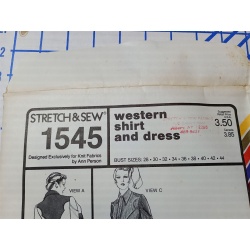 STRETCH & SEW®
1545
Designed Exclusively for Knit Fabrics
by Ann Person
western
shirt
and dress
BUST SIZES: 28 • 30 • 32 • 34 • 36 • 38 • 40 • 42 • 44
3.50
Canada
3.85
VIEW A
VIEW C